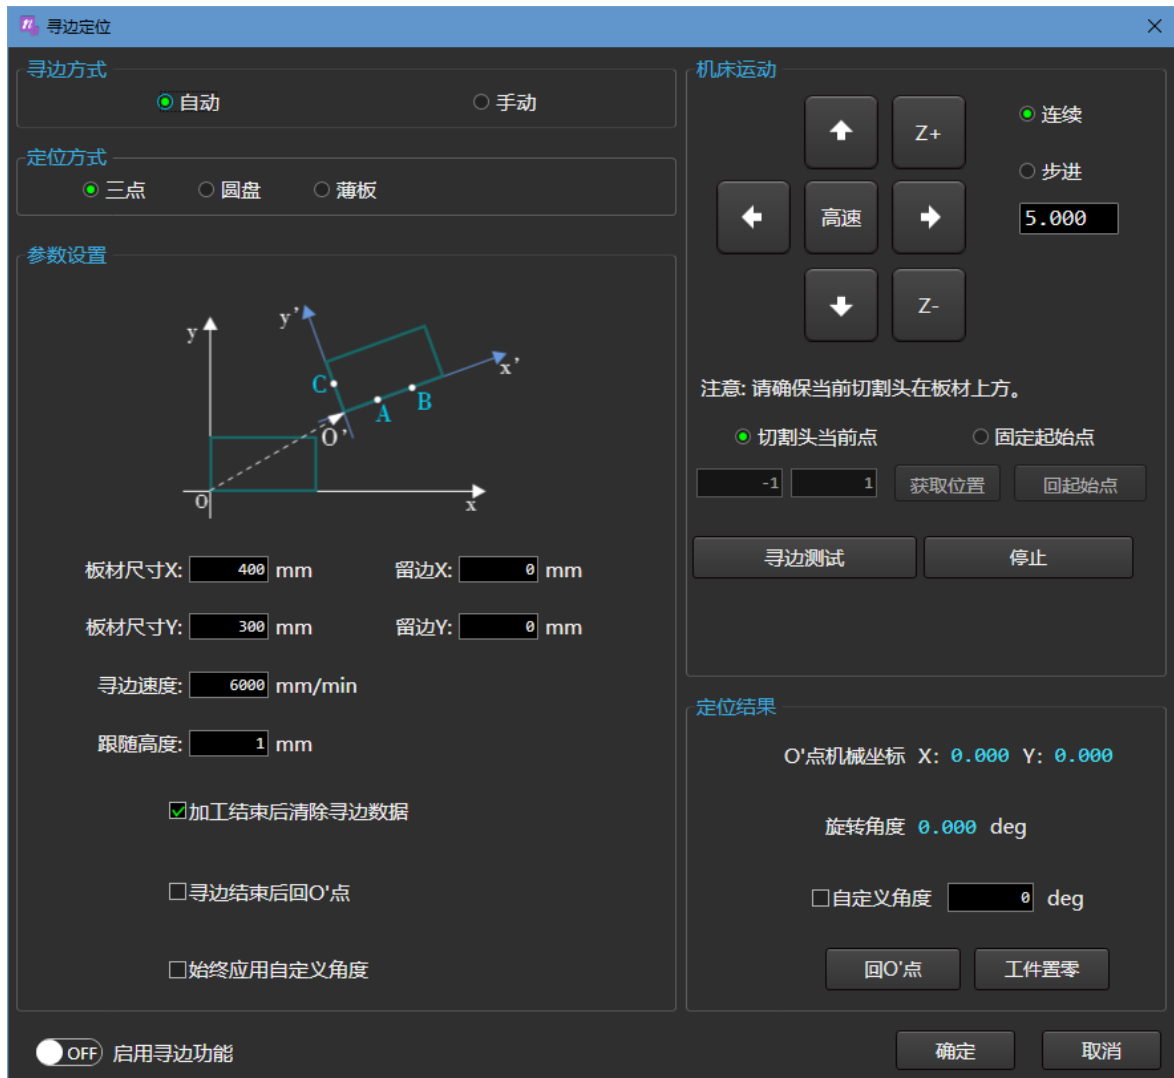 寻边定位
寻边方式
自动 手动
定位方式
三点 圆盘 薄板
参数设置
y y’ x’
C A B
O’
O x
板材尺寸X: 400 mm 留边X: 0 mm
板材尺寸Y: 300 mm 留边Y: 0 mm
寻边速度: 6000 mm/min
跟随高度: 1 mm
加工结束后清除寻边数据
寻边结束后回O'点
始终应用自定义角度
OFF 启用寻边功能
机床运动
Z+ 连续
步进
高速 5.000
Z-
注意: 请确保当前切割头在板材上方。
切割头当前点 固定起始点
-1 1 获取位置 回起始点
寻边测试 停止
定位结果
O'点机械坐标 X: 0.000 Y: 0.000
旋转角度 0.000 deg
自定义角度 0 deg
回O'点 工件置零
确定 取消